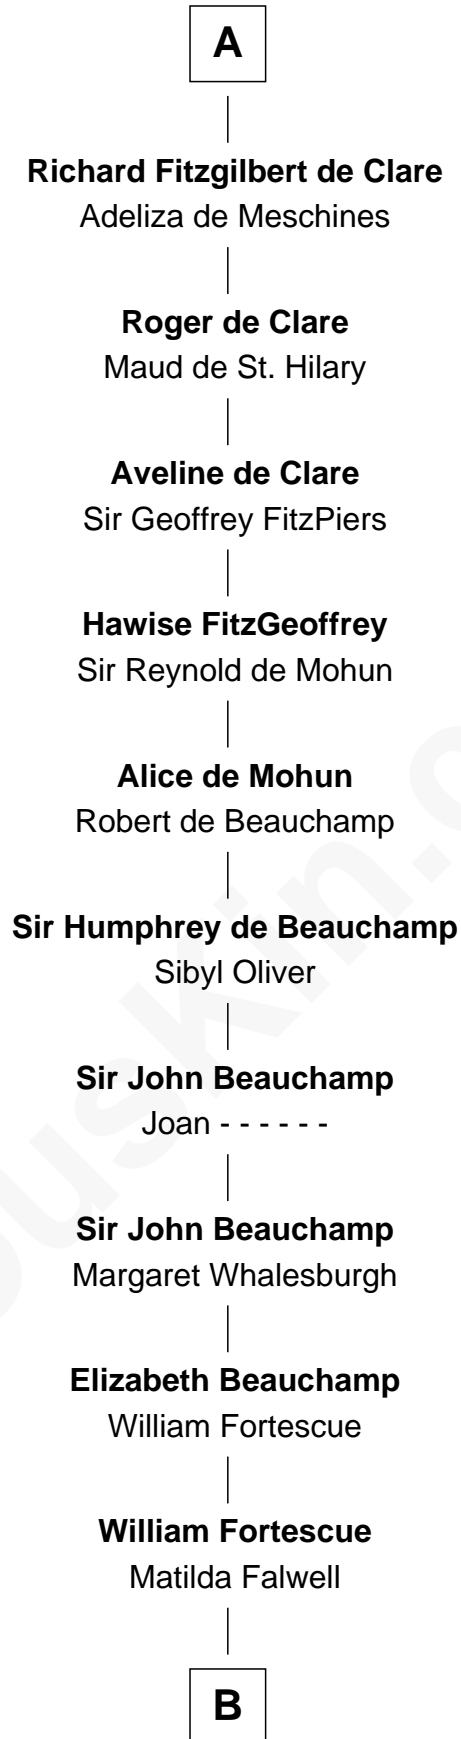 A
Richard Fitzgilbert de Clare
Adeliza de Meschines
Roger de Clare
Maud de St. Hilary
Aveline de Clare
Sir Geoffrey FitzPiers
Hawise FitzGeoffrey
Sir Reynold de Mohun
Alice de Mohun
Robert de Beauchamp
Sir Humphrey de Beauchamp
Sibyl Oliver
Sir John Beauchamp
Joan - - - - - -
Sir John Beauchamp
Margaret Whalesburgh
Elizabeth Beauchamp
William Fortescue
William Fortescue
Matilda Falwell
B